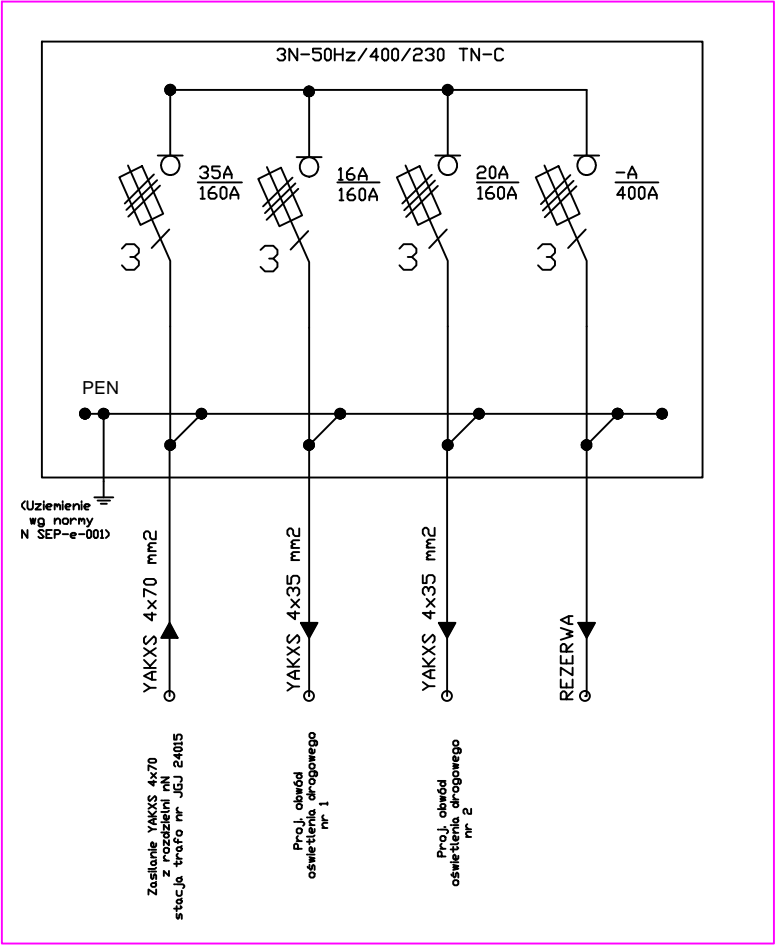 3N-50Hz/400/230 TN-C
35A
160A
16A
160A
20A
160A
-A
400A
3
3
3
3
PEN
(Uziemienie
wg normy
N SEP-e-001)
YAKXS 4x70 mm2
YAKXS 4x35 mm2
YAKXS 4x35 mm2
REZERWA
Zasilanie YAKXS 4x70
z rozdzielni nN
stacja trafo nr JGJ 24015
Proj. obwód
oświetlenia drogowego
nr 1
Proj. obwód
oświetlenia drogowego
nr 2